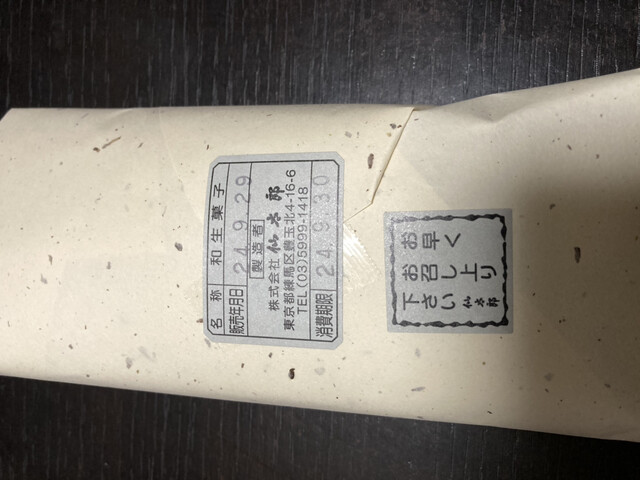 名称 和生菓子
販売年月日 24.9.29
製造者
株式会社 仙太郎
東京都練馬区豊玉北4-16-6
TEL (03)5999-1418
消費期限 24.9.30
お早く
お召し上り
下さい 仙太郎